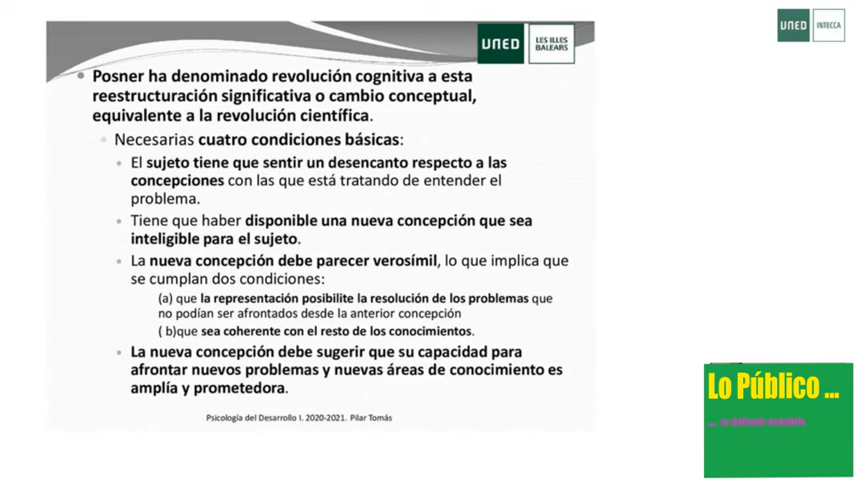 UNED
LES ILLES
BALEARS
UNED
INTECCA
Posner ha denominado revolución cognitiva a esta
reestructuración significativa o cambio conceptual,
equivalente a la revolución científica.
Necesarias cuatro condiciones básicas:
El sujeto tiene que sentir un desencanto respecto a las
concepciones con las que está tratando de entender el
problema.
Tiene que haber disponible una nueva concepción que sea
inteligible para el sujeto.
La nueva concepción debe parecer verosímil, lo que implica que
se cumplan dos condiciones:
(a) que la representación posibilite la resolución de los problemas que
no podían ser afrontados desde la anterior concepción
( b)que sea coherente con el resto de los conocimientos.
La nueva concepción debe sugerir que su capacidad para
afrontar nuevos problemas y nuevas áreas de conocimiento es
amplía y prometedora.
Psicología del Desarrollo I. 2020-2021. Pilar Tomás
Lo Público ...